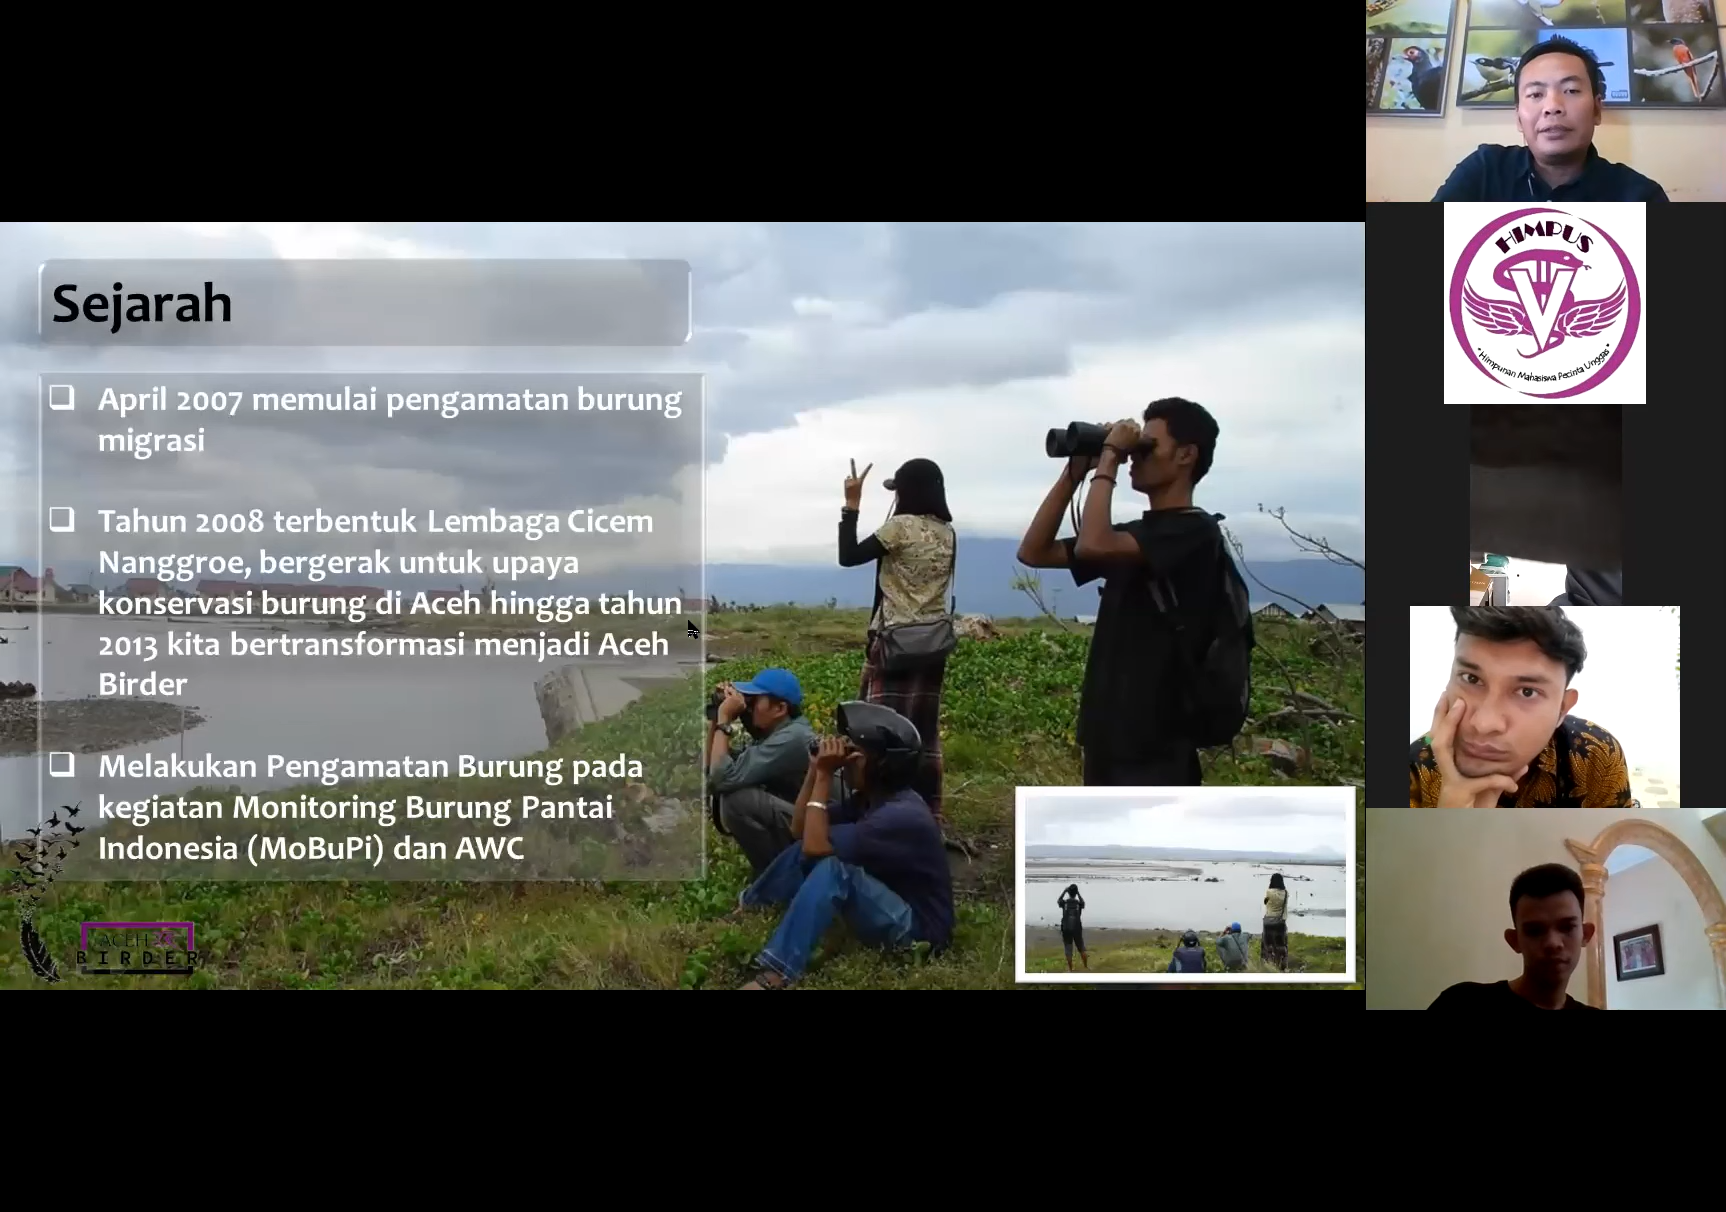 Sejarah
April 2007 memulai pengamatan burung
migrasi
Tahun 2008 terbentuk Lembaga Cicem
Nanggroe, bergerak untuk upaya
konservasi burung di Aceh hingga tahun
2013 kita bertransformasi menjadi Aceh
Birder
Melakukan Pengamatan Burung pada
kegiatan Monitoring Burung Pantai
Indonesia (MoBuPi) dan AWC
ACEH
BIRDER
HIMPUS
V
• Himpunan Mahasiswa Pecinta Unggas •